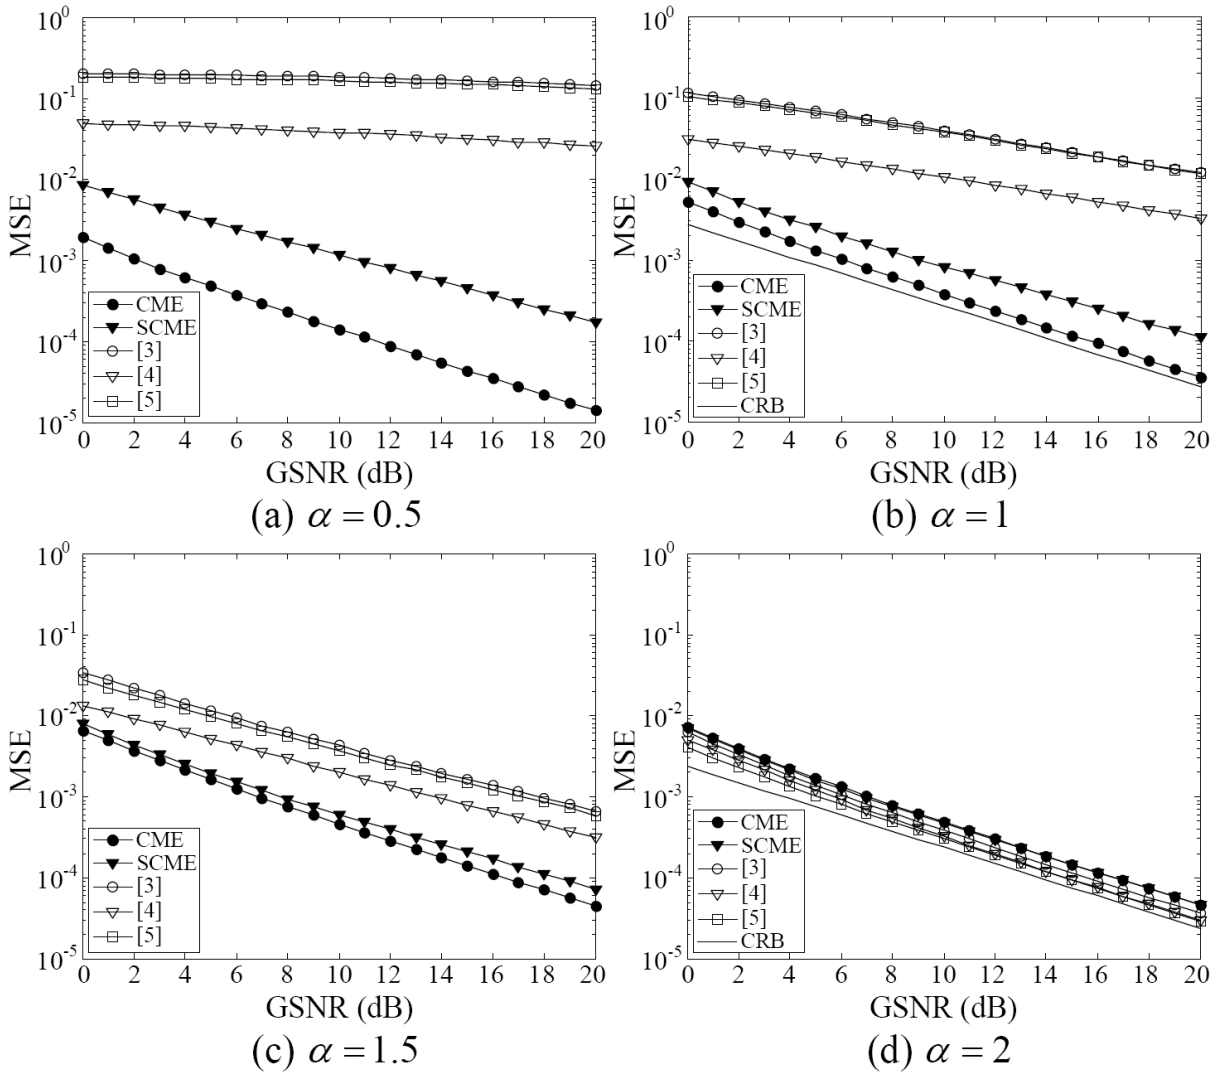 10^0
10^-1
10^-2
10^-3
10^-4
10^-5
MSE
CME
SCME
[3]
[4]
[5]
0 2 4 6 8 10 12 14 16 18 20
GSNR (dB)
(a) α = 0.5
10^0
10^-1
10^-2
10^-3
10^-4
10^-5
MSE
CME
SCME
[3]
[4]
[5]
CRB
0 2 4 6 8 10 12 14 16 18 20
GSNR (dB)
(b) α = 1
10^0
10^-1
10^-2
10^-3
10^-4
10^-5
MSE
CME
SCME
[3]
[4]
[5]
0 2 4 6 8 10 12 14 16 18 20
GSNR (dB)
(c) α = 1.5
10^0
10^-1
10^-2
10^-3
10^-4
10^-5
MSE
CME
SCME
[3]
[4]
[5]
CRB
0 2 4 6 8 10 12 14 16 18 20
GSNR (dB)
(d) α = 2